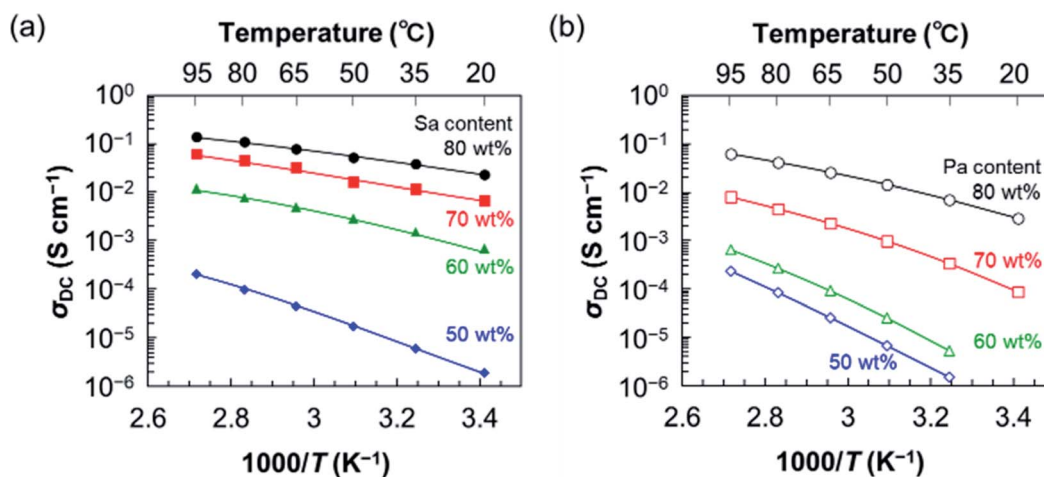 (a)
Temperature (°C)
95 80 65 50 35 20
10⁰
10⁻¹
10⁻²
10⁻³
10⁻⁴
10⁻⁵
10⁻⁶
σDC (S cm⁻¹)
Sa content
80 wt%
70 wt%
60 wt%
50 wt%
2.6 2.8 3 3.2 3.4
1000/T (K⁻¹)
(b)
Temperature (°C)
95 80 65 50 35 20
10⁰
10⁻¹
10⁻²
10⁻³
10⁻⁴
10⁻⁵
10⁻⁶
σDC (S cm⁻¹)
Pa content
80 wt%
70 wt%
60 wt%
50 wt%
2.6 2.8 3 3.2 3.4
1000/T (K⁻¹)